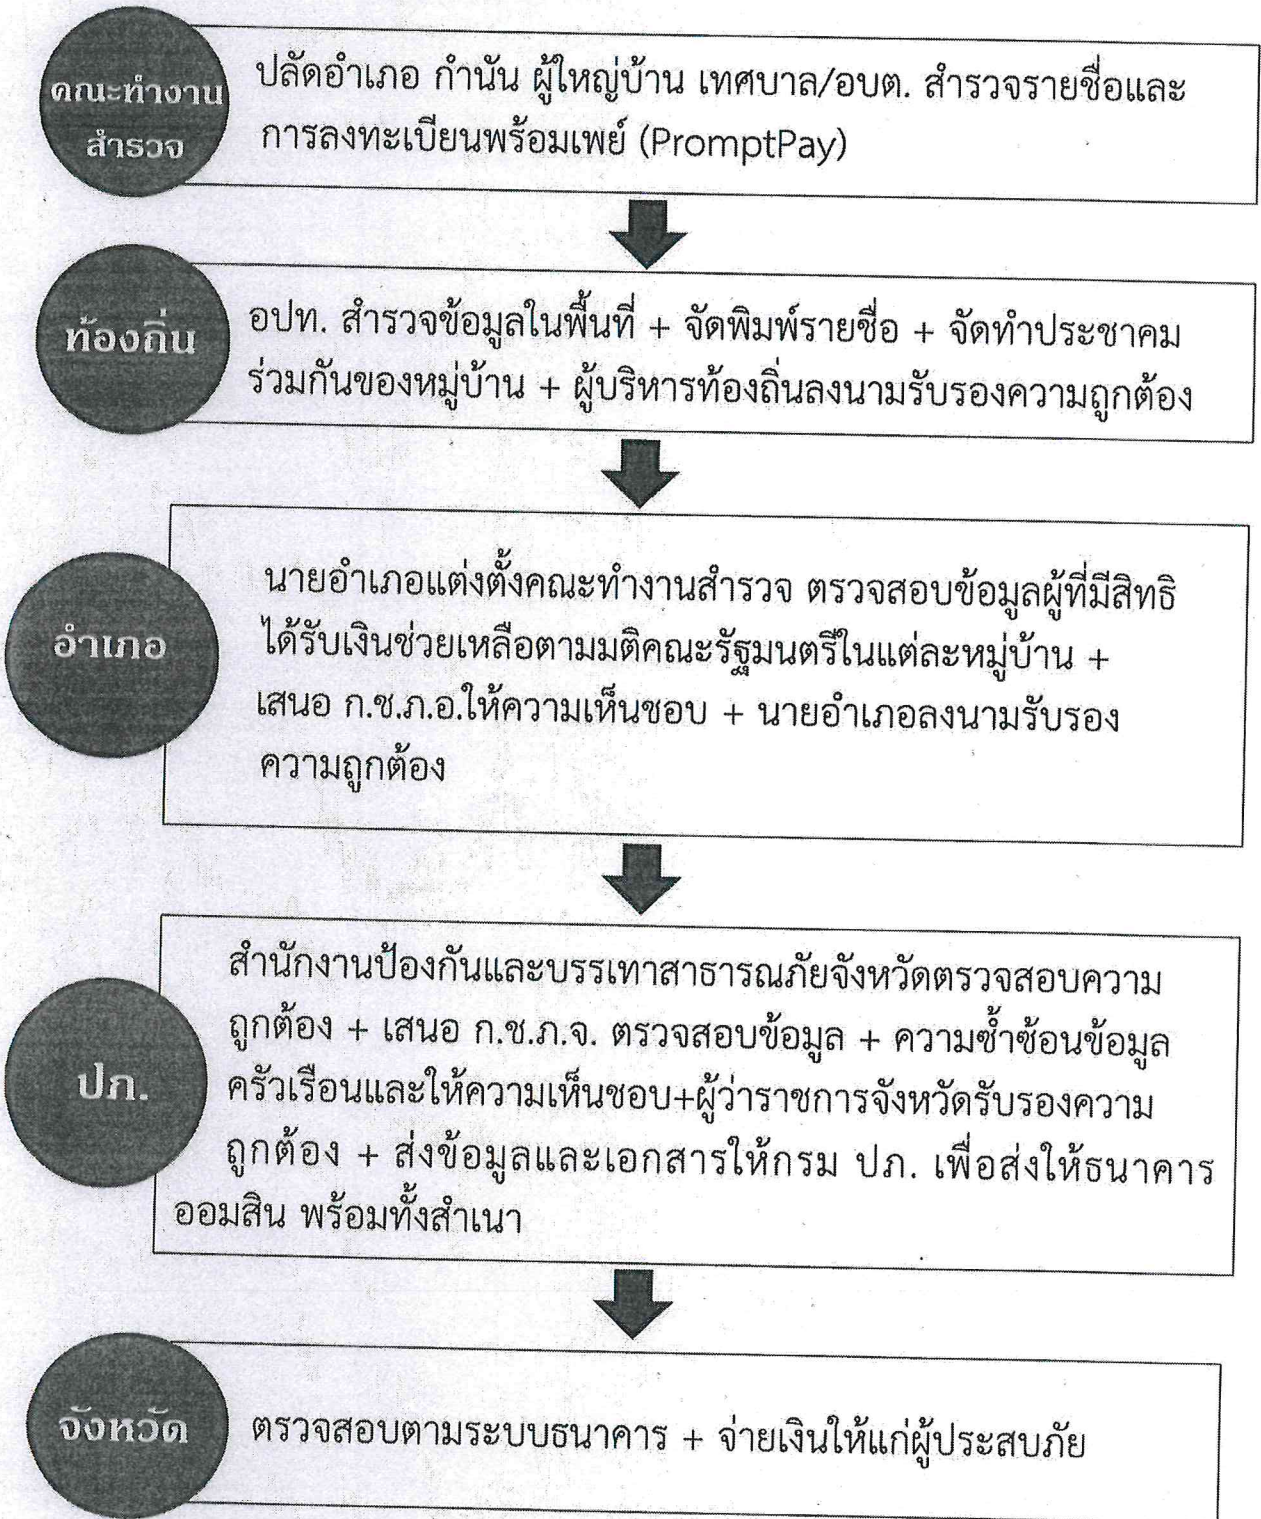 คณะทำงาน
สำรวจ
ปลัดอำเภอ กำนัน ผู้ใหญ่บ้าน เทศบาล/อบต. สำรวจรายชื่อและ
การลงทะเบียนพร้อมเพย์ (PromptPay)
ท้องถิ่น
อปท. สำรวจข้อมูลในพื้นที่ + จัดพิมพ์รายชื่อ + จัดทำประชาคม
ร่วมกันของหมู่บ้าน + ผู้บริหารท้องถิ่นลงนามรับรองความถูกต้อง
อำเภอ
นายอำเภอแต่งตั้งคณะทำงานสำรวจ ตรวจสอบข้อมูลผู้ที่มีสิทธิ
ได้รับเงินช่วยเหลือตามมติคณะรัฐมนตรีในแต่ละหมู่บ้าน +
เสนอ ก.ช.ภ.อ.ให้ความเห็นชอบ + นายอำเภอลงนามรับรอง
ความถูกต้อง
ปภ.
สำนักงานป้องกันและบรรเทาสาธารณภัยจังหวัดตรวจสอบความ
ถูกต้อง + เสนอ ก.ช.ภ.จ. ตรวจสอบข้อมูล + ความซ้ำซ้อนข้อมูล
ครัวเรือนและให้ความเห็นชอบ+ผู้ว่าราชการจังหวัดรับรองความ
ถูกต้อง + ส่งข้อมูลและเอกสารให้กรม ปภ. เพื่อส่งให้ธนาคาร
ออมสิน พร้อมทั้งสำเนา
จังหวัด
ตรวจสอบตามระบบธนาคาร + จ่ายเงินให้แก่ผู้ประสบภัย